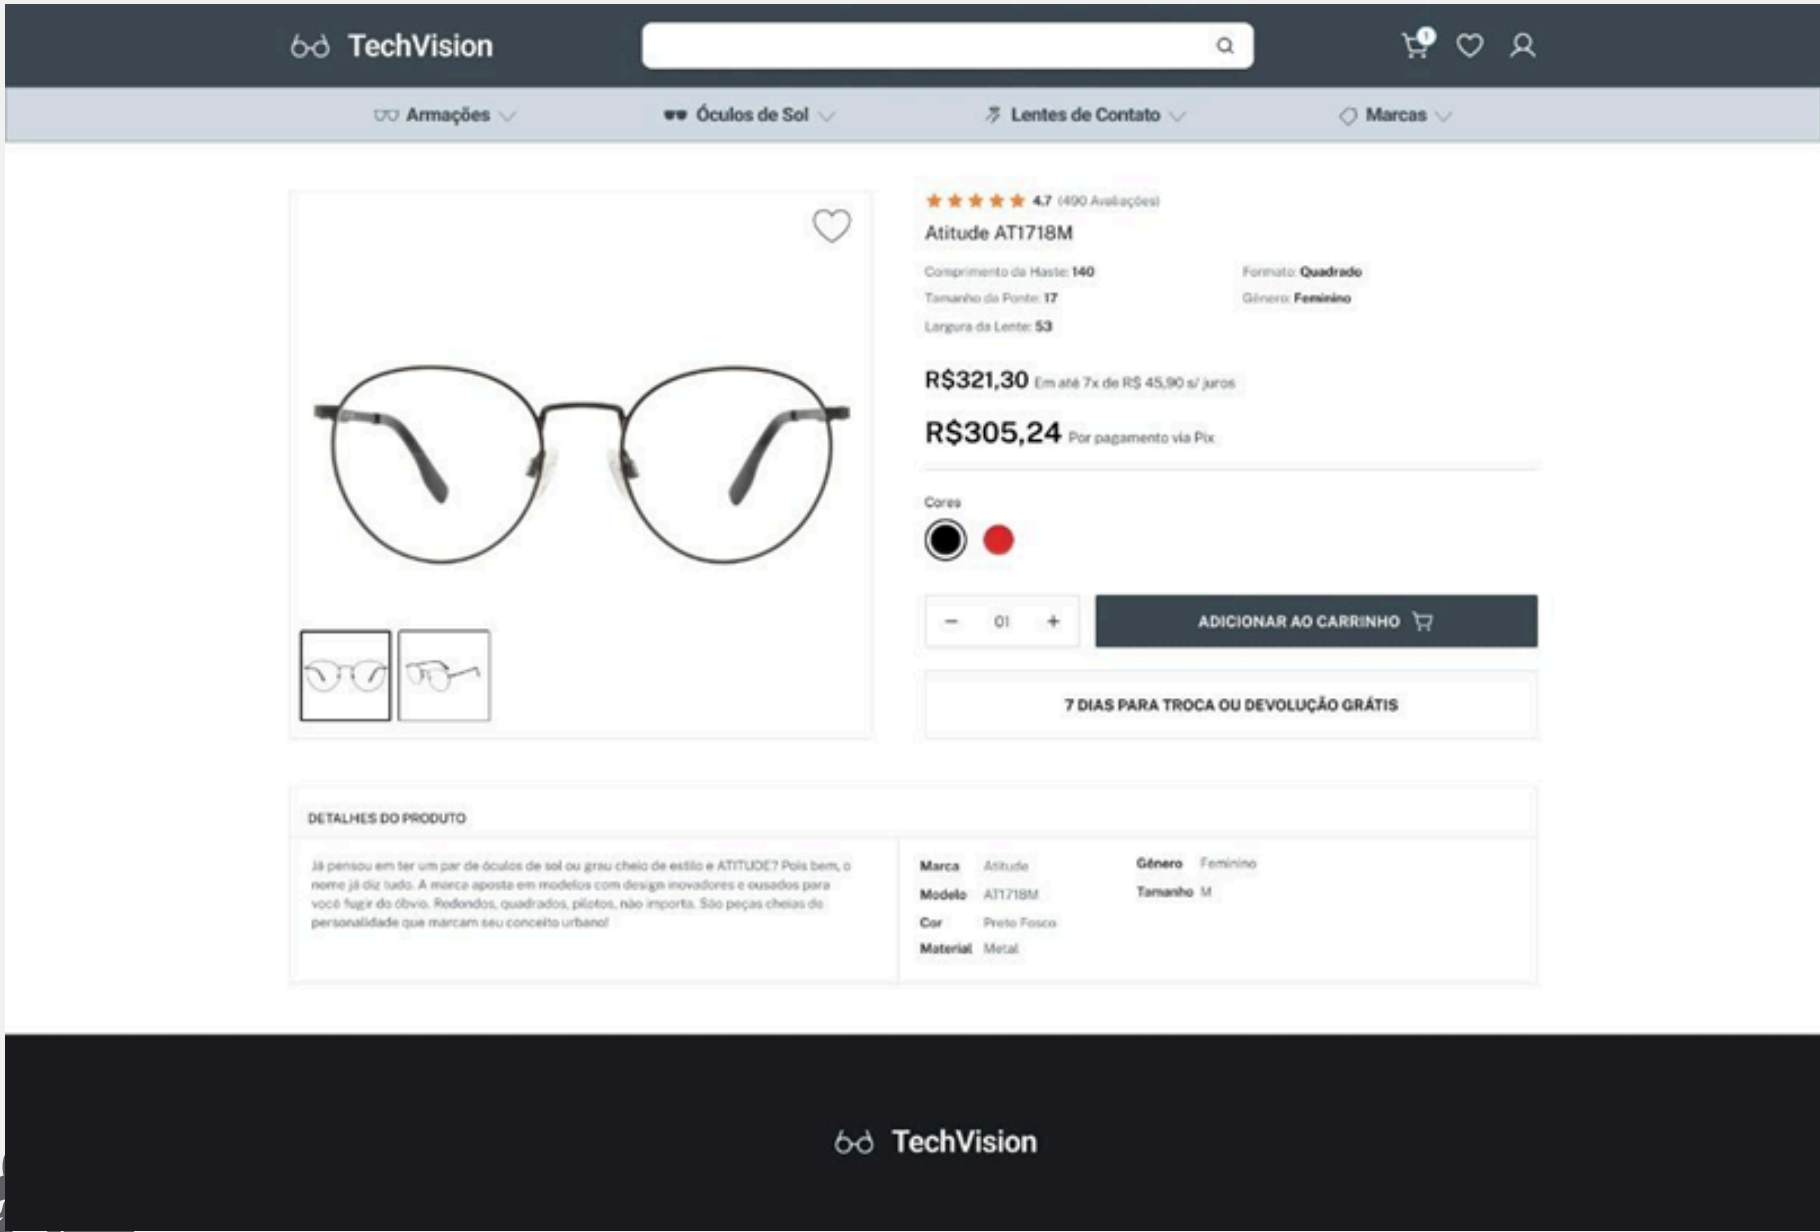 TechVision
1
Armações
Óculos de Sol
Lentes de Contato
Marcas
4.7 (490 Avaliações)
Atitude AT1718M
Comprimento da Haste: 140
Formato: Quadrado
Tamanho da Ponte: 17
Gênero: Feminino
Largura da Lente: 53
R$321,30 Em até 7x de R$ 45,90 s/ juros
R$305,24 Por pagamento via Pix
Cores
− 01 +
ADICIONAR AO CARRINHO
7 DIAS PARA TROCA OU DEVOLUÇÃO GRÁTIS
DETALHES DO PRODUTO
Já pensou em ter um par de óculos de sol ou grau cheio de estilo e ATITUDE? Pois bem, o
nome já diz tudo. A marca aposta em modelos com design inovadores e ousados para
você fugir do óbvio. Redondos, quadrados, pilotos, não importa. São peças cheias de
personalidade que marcam seu conceito urbano!
Marca Atitude
Modelo AT1718M
Cor Preto Fosco
Material Metal
Gênero Feminino
Tamanho M
TechVision